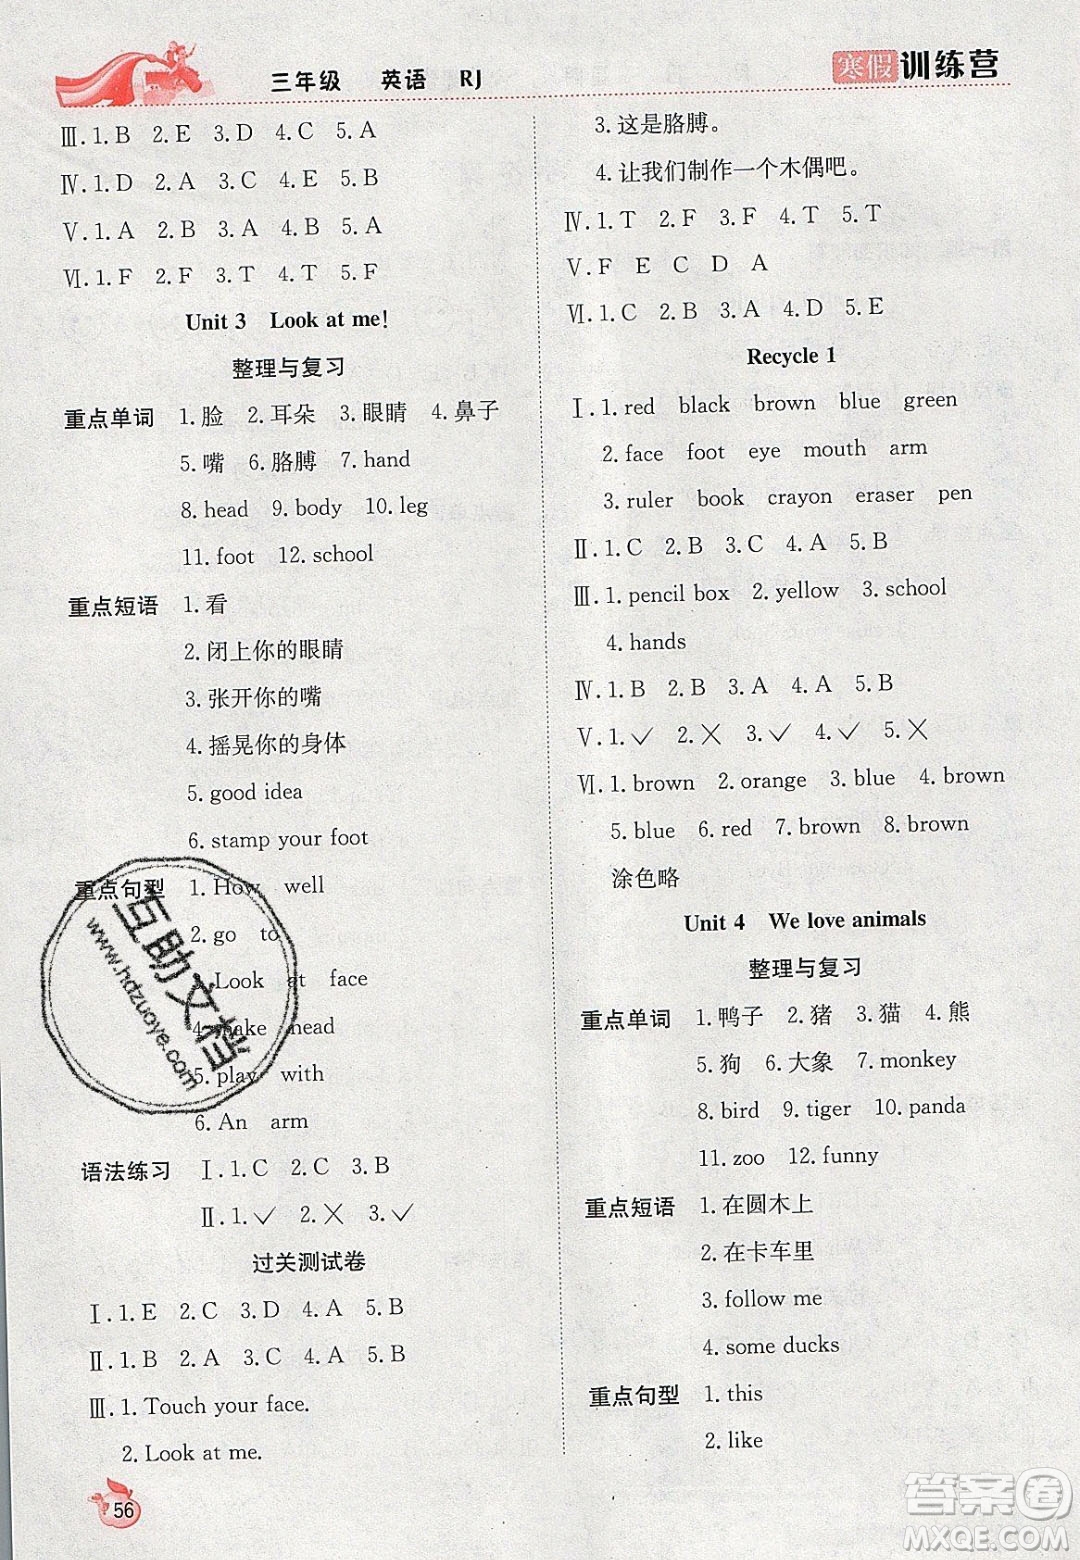 三年级 英语 RJ
寒假训练营
Ⅲ.1.B 2.E 3.D 4.C 5.A
Ⅳ.1.D 2.A 3.C 4.E 5.B
Ⅴ.1.A 2.B 3.A 4.B 5.A
Ⅵ.1.F 2.F 3.T 4.T 5.F
Unit 3 Look at me!
整理与复习
重点单词 1.脸 2.耳朵 3.眼睛 4.鼻子
5.嘴 6.胳膊 7.hand
8.head 9.body 10.leg
11.foot 12.school
重点短语 1.看
2.闭上你的眼睛
3.张开你的嘴
4.摇晃你的身体
5.good idea
6.stamp your foot
重点句型 1.How well
2.go to
Look at face
4. head
5.play with
6.An arm
语法练习 Ⅰ.1.C 2.C 3.B
Ⅱ.1.✓ 2.✗ 3.✓
过关测试卷
Ⅰ.1.E 2.C 3.D 4.A 5.B
Ⅱ.1.B 2.A 3.C 4.A 5.B
Ⅲ.1.Touch your face.
2.Look at me.
56
3.这是胳膊。
4.让我们制作一个木偶吧。
Ⅳ.1.T 2.F 3.F 4.T 5.T
Ⅴ.F E C D A
Ⅵ.1.C 2.B 3.A 4.D 5.E
Recycle 1
Ⅰ.1.red black brown blue green
2.face foot eye mouth arm
3.ruler book crayon eraser pen
Ⅱ.1.C 2.B 3.C 4.A 5.B
Ⅲ.1.pencil box 2.yellow 3.school
4.hands
Ⅳ.1.B 2.B 3.A 4.A 5.B
Ⅴ.1.✓ 2.✗ 3.✓ 4.✓ 5.✗
Ⅵ.1.brown 2.orange 3.blue 4.brown
5.blue 6.red 7.brown 8.brown
涂色略
Unit 4 We love animals
整理与复习
重点单词 1.鸭子 2.猪 3.猫 4.熊
5.狗 6.大象 7.monkey
8.bird 9.tiger 10.panda
11.zoo 12.funny
重点短语 1.在圆木上
2.在卡车里
3.follow me
4.some ducks
重点句型 1.this
2.like
互助文档
www.hdzuoye.com
答案圈
MXQE.COM